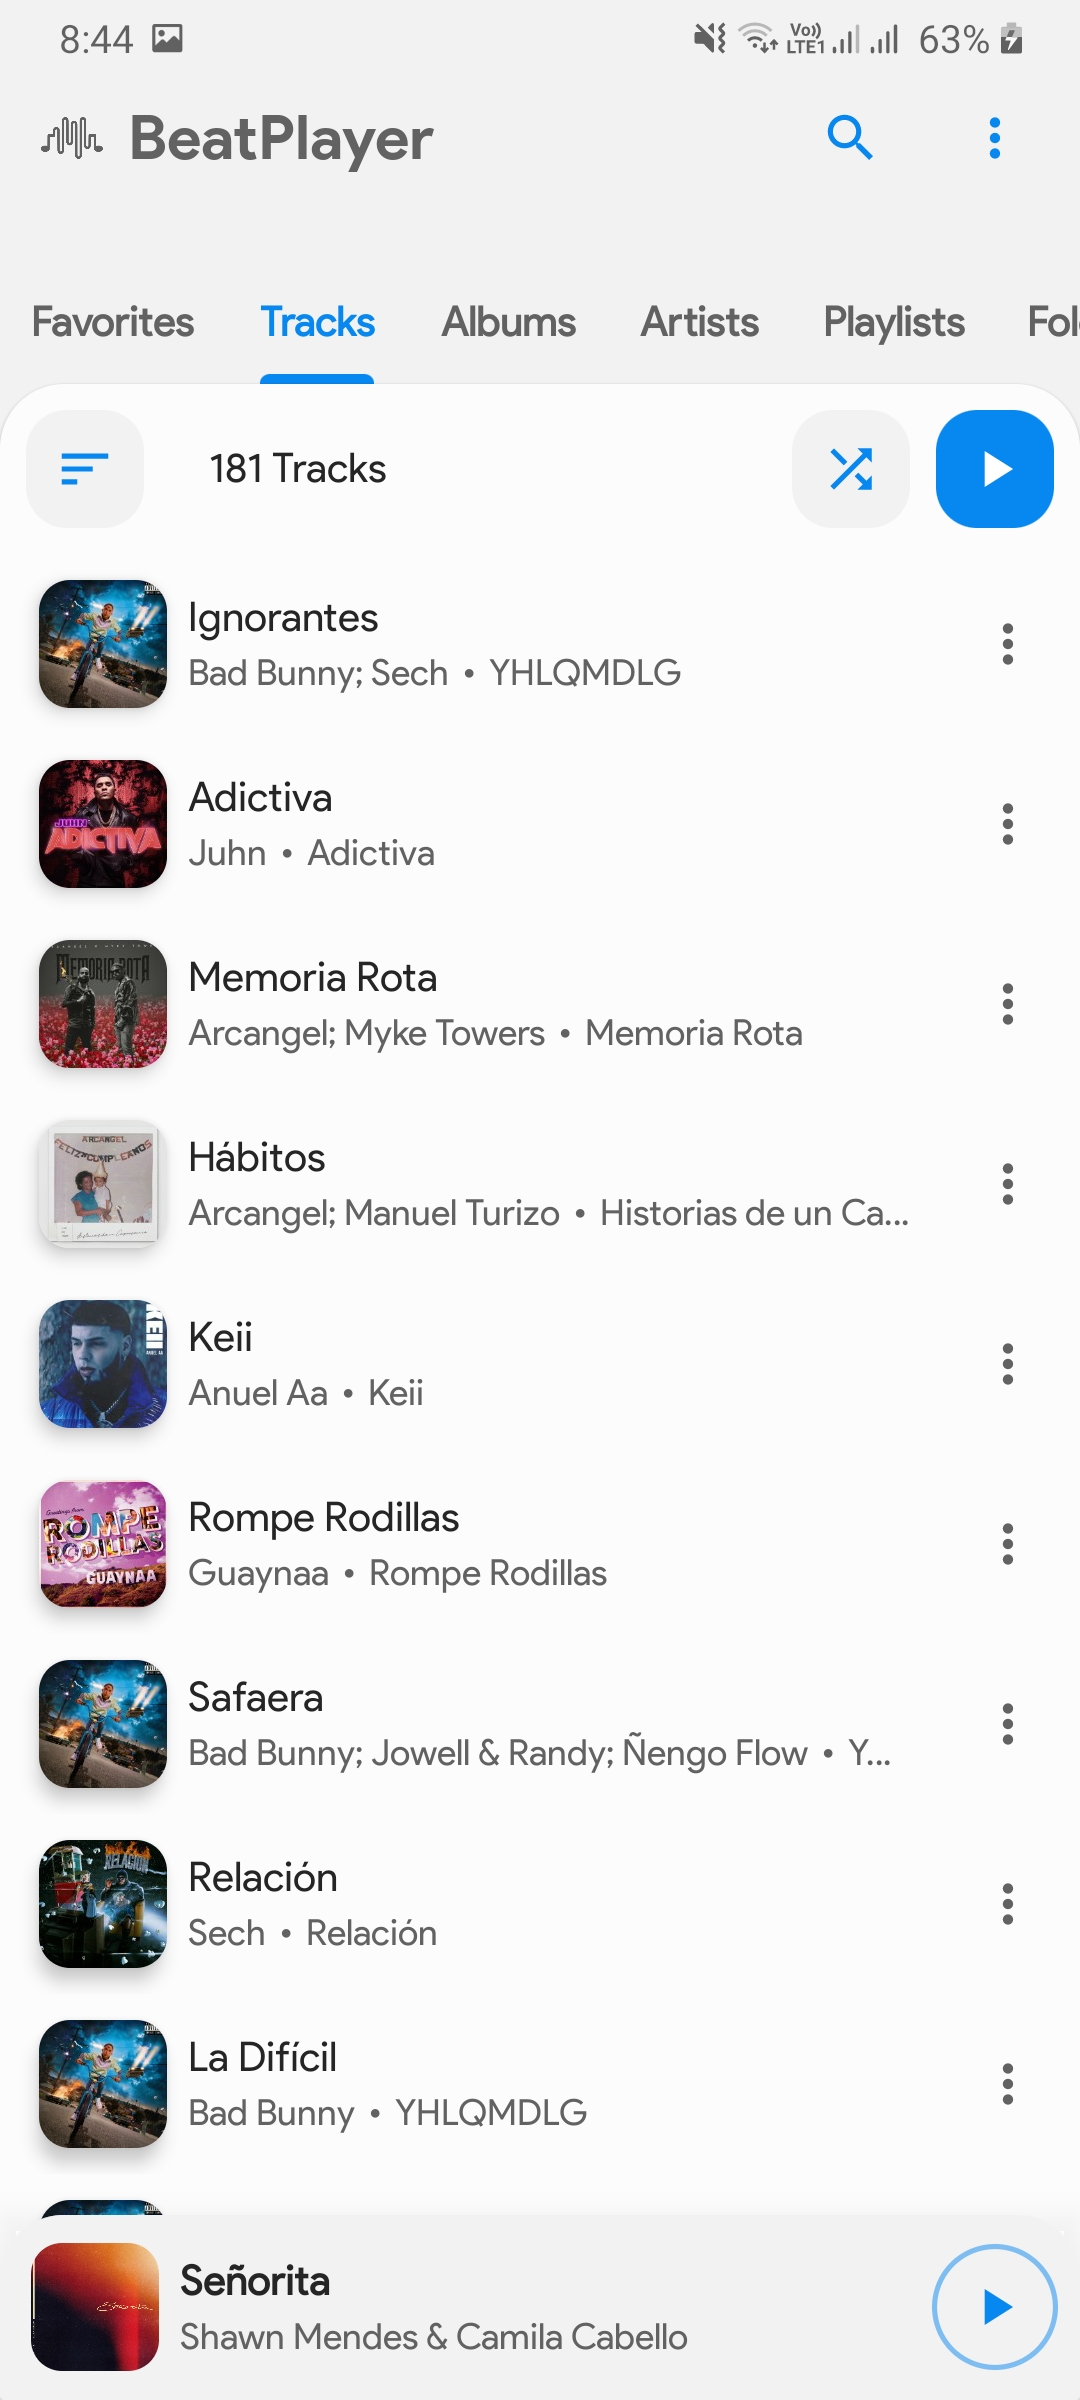 8:44
Vo))
LTE1
63%
BeatPlayer
Favorites Tracks Albums Artists Playlists Fol
181 Tracks
Ignorantes
Bad Bunny; Sech • YHLQMDLG
JUHN
ADICTIVA
Adictiva
Juhn • Adictiva
MEMORIA ROTA
Memoria Rota
Arcangel; Myke Towers • Memoria Rota
ARCANGEL
Hábitos
Arcangel; Manuel Turizo • Historias de un Ca...
KEII
Keii
Anuel Aa • Keii
ROMPE
RODILLAS
GUAYNAA
Rompe Rodillas
Guaynaa • Rompe Rodillas
Safaera
Bad Bunny; Jowell & Randy; Ñengo Flow • Y...
RELACIÓN
Relación
Sech • Relación
La Difícil
Bad Bunny • YHLQMDLG
Señorita
Shawn Mendes & Camila Cabello